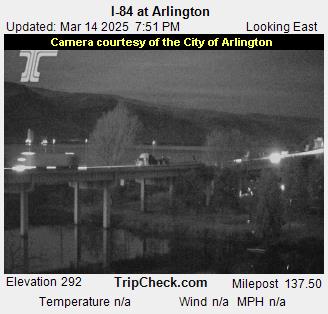 I-84 at Arlington
Updated: Mar 14 2025 7:51 PM Looking East
Camera courtesy of the City of Arlington
Elevation 292 TripCheck.com Milepost 137.50
Temperature n/a Wind n/a MPH n/a